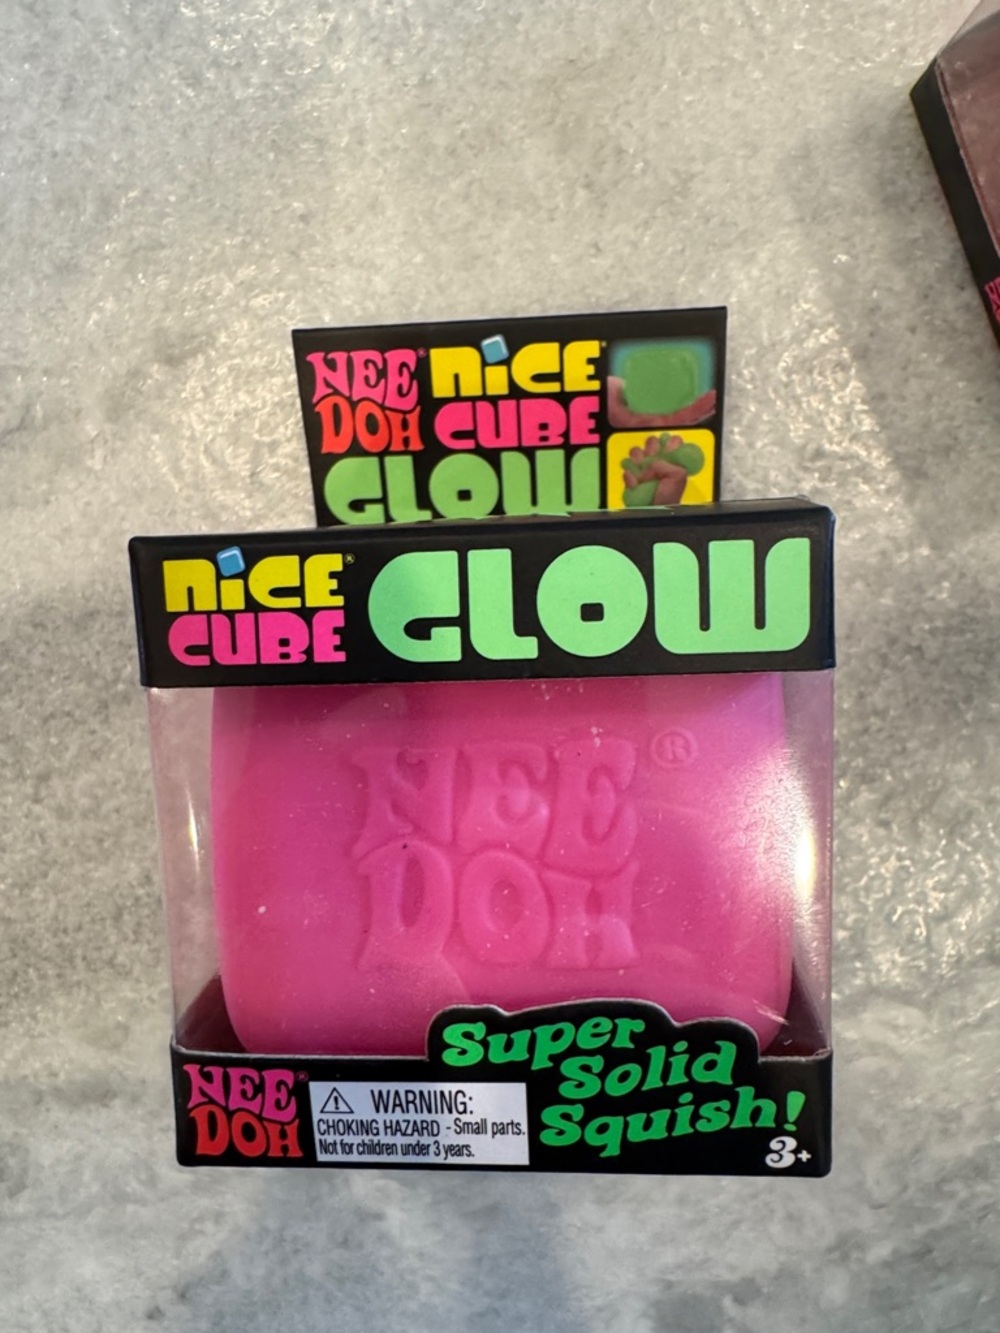 NEE® NiCE®
DOH CUBE
GLOW
NiCE® GLOW
CUBE
NEE®
DOH
Super
Solid
Squish!
NEE®
DOH
WARNING:
CHOKING HAZARD - Small parts.
Not for children under 3 years.
3+